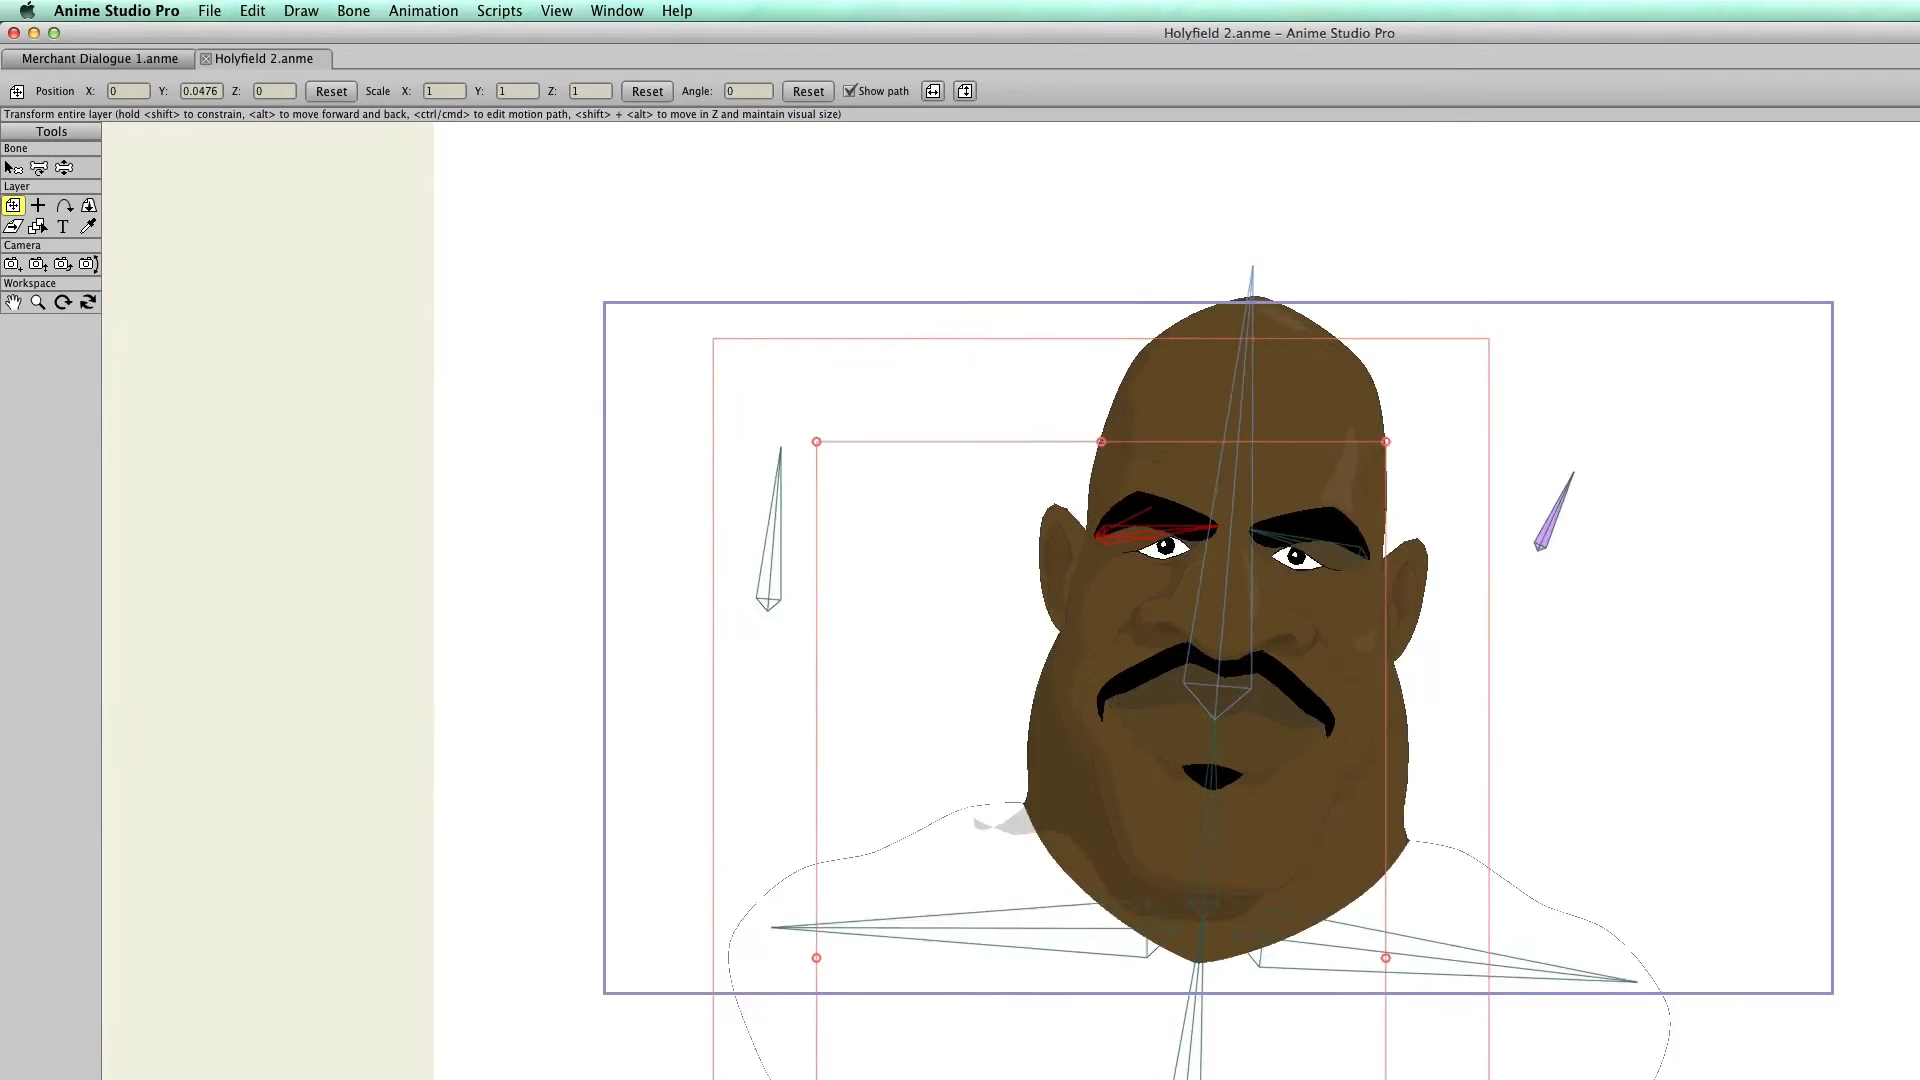 Anime Studio Pro File Edit Draw Bone Animation Scripts View Window Help
Holyfield 2.anme - Anime Studio Pro
Merchant Dialogue 1.anme Holyfield 2.anme
Position X: 0 Y: 0.0476 Z: 0 Reset Scale X: 1 Y: 1 Z: 1 Reset Angle: 0 Reset Show path
Transform entire layer (hold <shift> to constrain, <alt> to move forward and back, <ctrl/cmd> to edit motion path, <shift> + <alt> to move in Z and maintain visual size)
Tools
Bone
Layer
T
Camera
Workspace